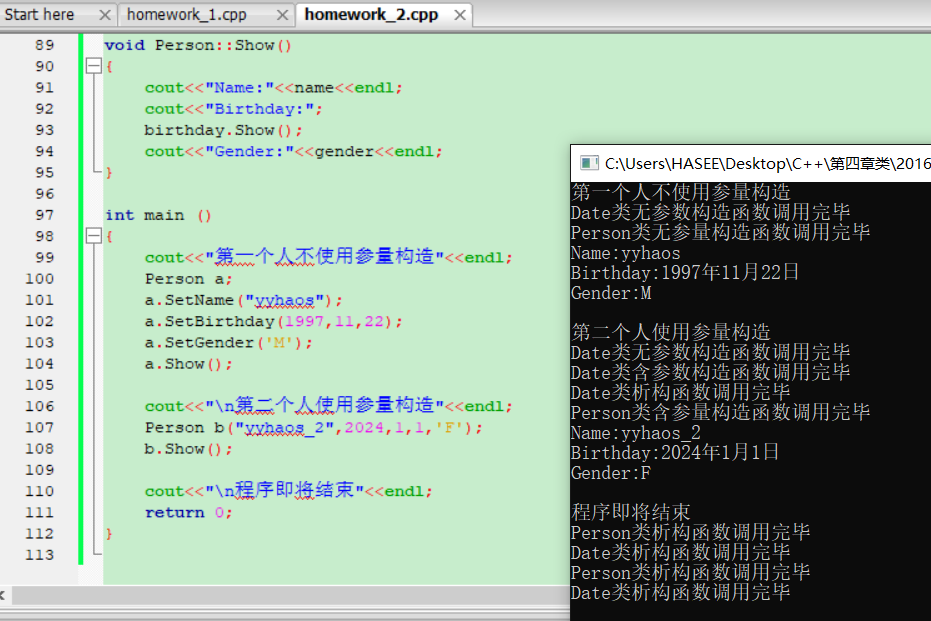 Start here homework_1.cpp homework_2.cpp
89 void Person::Show()
90 {
91 cout<<"Name:"<<name<<endl;
92 cout<<"Birthday:";
93 birthday.Show();
94 cout<<"Gender:"<<gender<<endl;
95 }
96
97 int main ()
98 {
99 cout<<"第一个人不使用参量构造"<<endl;
100 Person a;
101 a.SetName("yyhaos");
102 a.SetBirthday(1997,11,22);
103 a.SetGender('M');
104 a.Show();
105
106 cout<<"\n第二个人使用参量构造"<<endl;
107 Person b("yyhaos_2",2024,1,1,'F');
108 b.Show();
109
110 cout<<"\n程序即将结束"<<endl;
111 return 0;
112 }
113
C:\Users\HASEE\Desktop\C++\第四章类\2016
第一个人不使用参量构造
Date类无参数构造函数调用完毕
Person类无参量构造函数调用完毕
Name:yyhaos
Birthday:1997年11月22日
Gender:M
第二个人使用参量构造
Date类无参数构造函数调用完毕
Date类含参数构造函数调用完毕
Date类析构函数调用完毕
Person类含参量构造函数调用完毕
Name:yyhaos_2
Birthday:2024年1月1日
Gender:F
程序即将结束
Person类析构函数调用完毕
Date类析构函数调用完毕
Person类析构函数调用完毕
Date类析构函数调用完毕